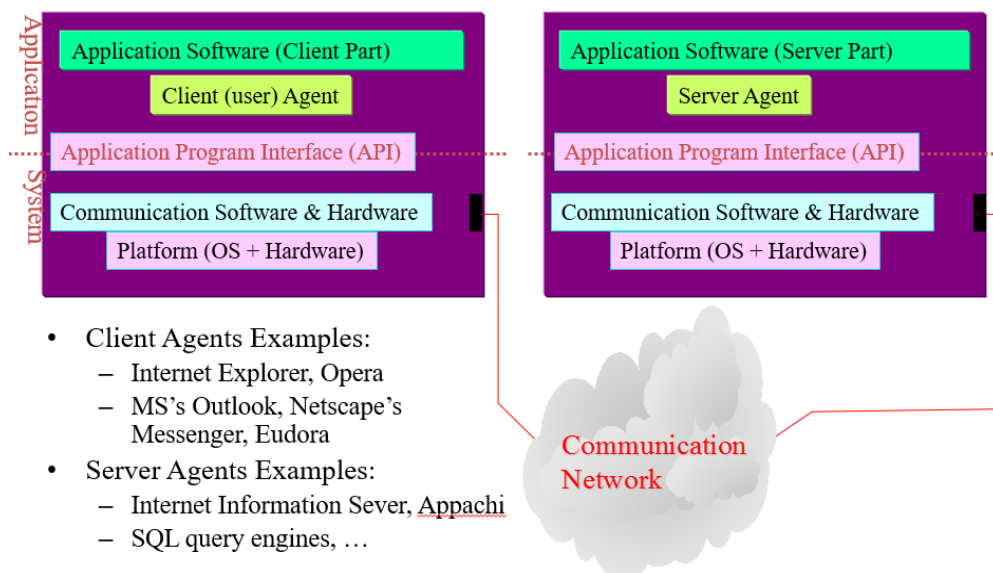 Application
System
Application Software (Client Part)
Client (user) Agent
Application Program Interface (API)
Communication Software & Hardware
Platform (OS + Hardware)
Application Software (Server Part)
Server Agent
Application Program Interface (API)
Communication Software & Hardware
Platform (OS + Hardware)
• Client Agents Examples:
– Internet Explorer, Opera
– MS’s Outlook, Netscape’s
Messenger, Eudora
• Server Agents Examples:
– Internet Information Sever, Appachi
– SQL query engines, …
Communication
Network